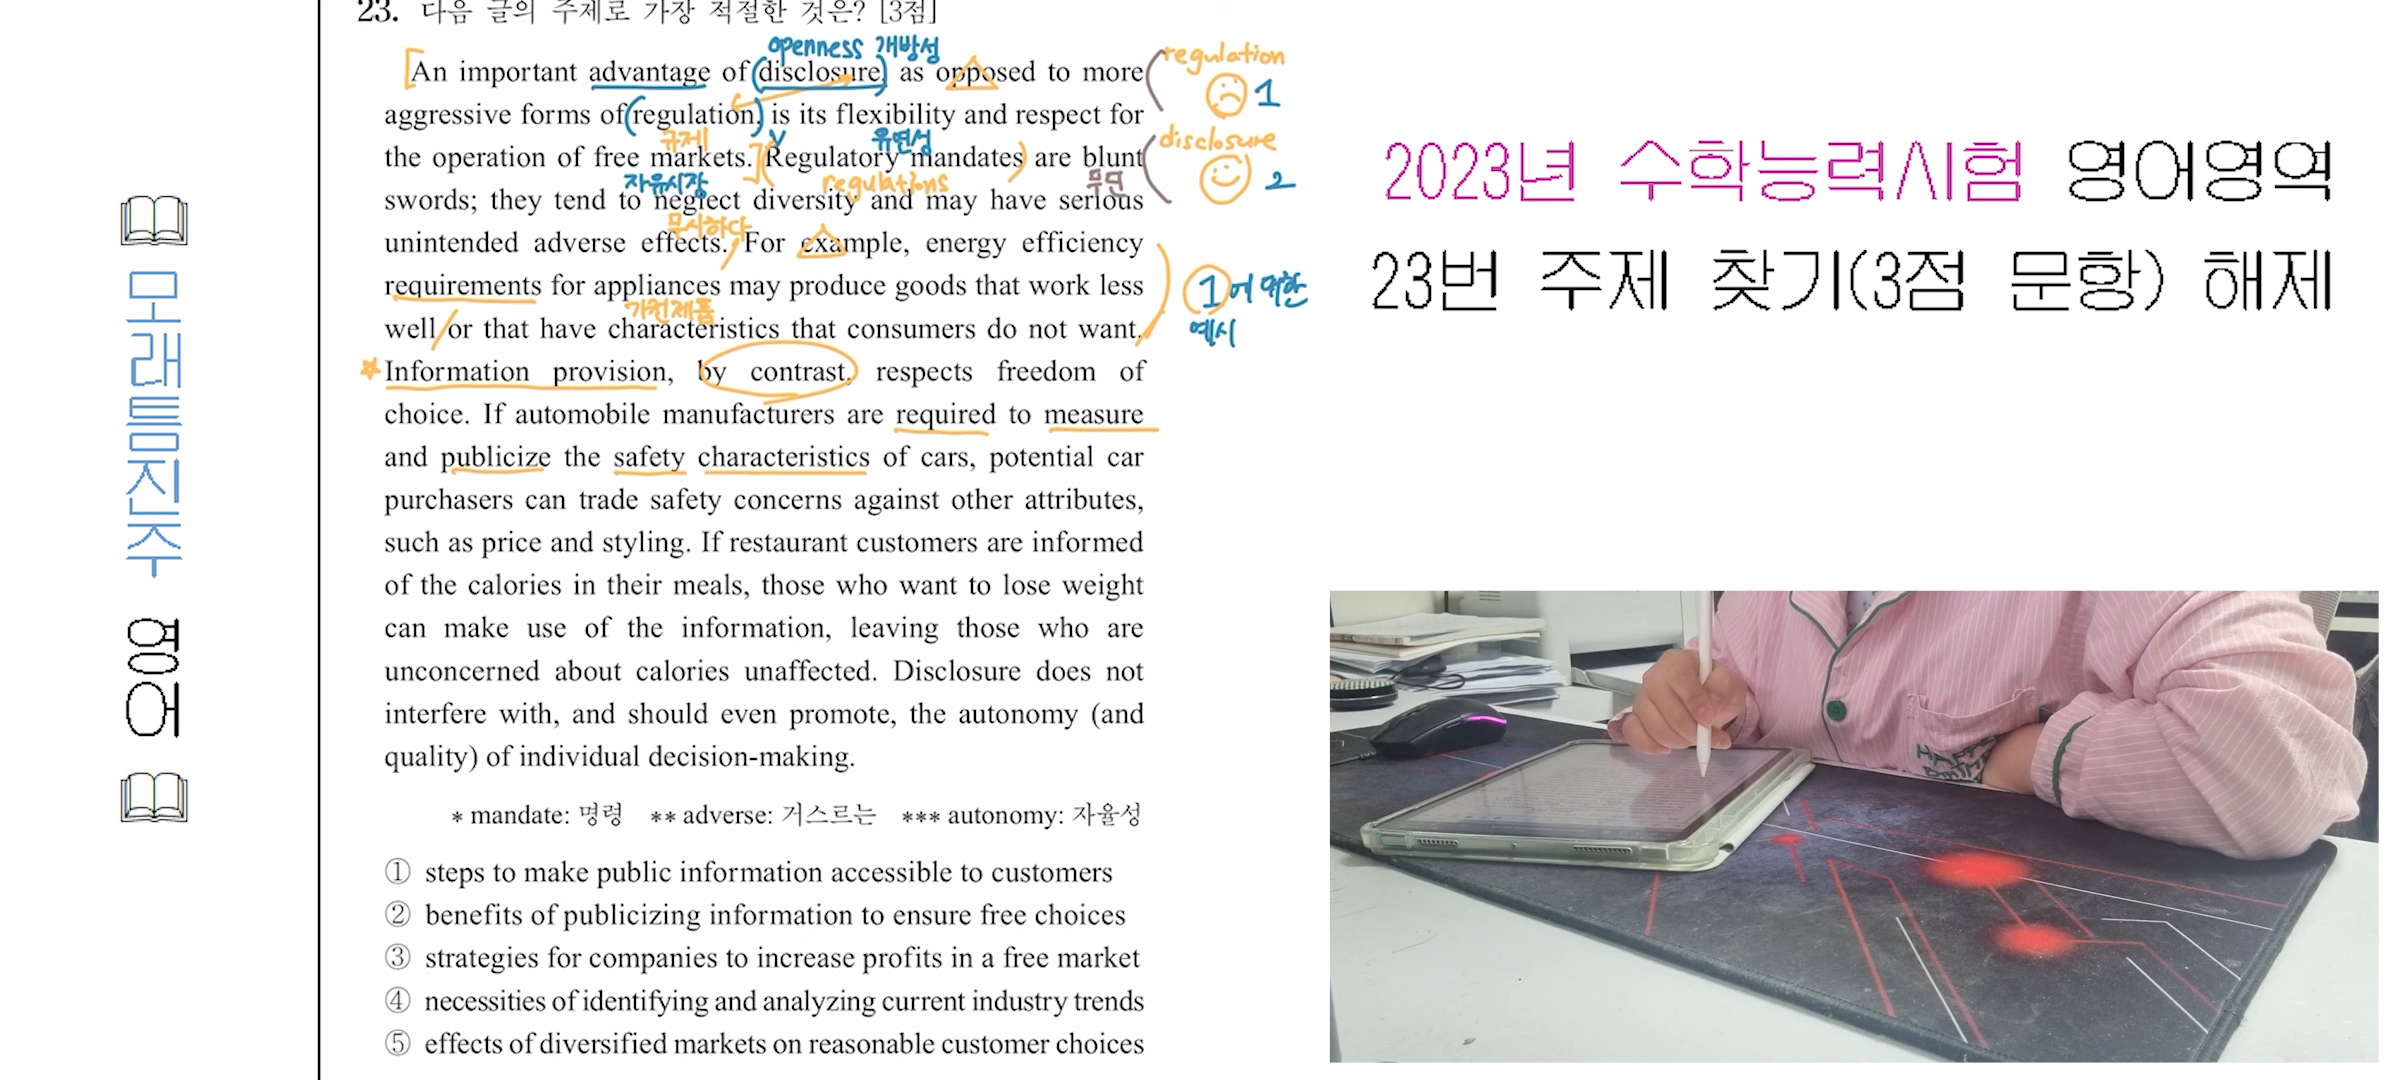 모래틈진주 영어
23. 다음 글의 주제로 가장 적절한 것은? [3점]
openness 개방성
An important advantage of disclosure, as opposed to more
aggressive forms of regulation, is its flexibility and respect for
규제
유연성
the operation of free markets. Regulatory mandates are blunt
자유시장
regulations
무딘
swords; they tend to neglect diversity and may have serious
무시하다
unintended adverse effects. For example, energy efficiency
requirements for appliances may produce goods that work less
가전제품
well or that have characteristics that consumers do not want.
Information provision, by contrast, respects freedom of
choice. If automobile manufacturers are required to measure
and publicize the safety characteristics of cars, potential car
purchasers can trade safety concerns against other attributes,
such as price and styling. If restaurant customers are informed
of the calories in their meals, those who want to lose weight
can make use of the information, leaving those who are
unconcerned about calories unaffected. Disclosure does not
interfere with, and should even promote, the autonomy (and
quality) of individual decision-making.
* mandate: 명령 ** adverse: 거스르는 *** autonomy: 자율성
① steps to make public information accessible to customers
② benefits of publicizing information to ensure free choices
③ strategies for companies to increase profits in a free market
④ necessities of identifying and analyzing current industry trends
⑤ effects of diversified markets on reasonable customer choices
regulation
1
disclosure
2
1에 의한
예시
2023년 수학능력시험 영어영역
23번 주제 찾기(3점 문항) 해제